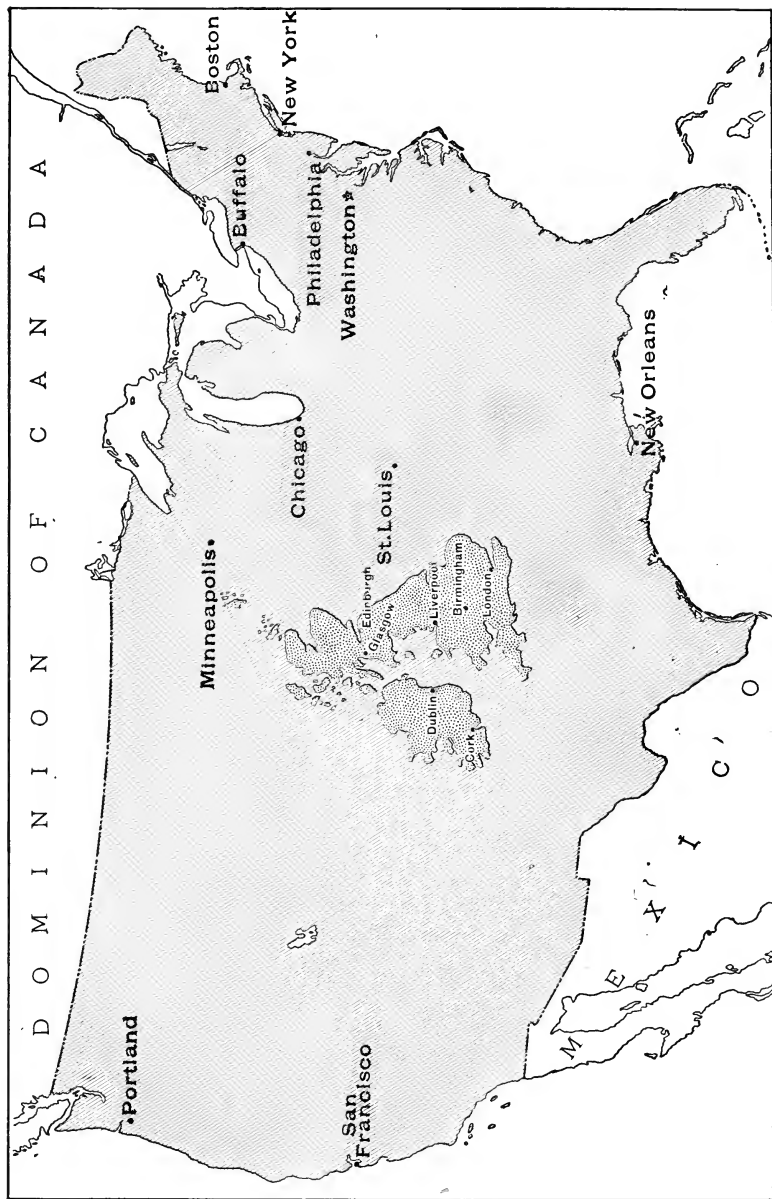 DOMINION OF CANADA
Portland
San
Francisco
Minneapolis
Chicago
St. Louis
Buffalo
Boston
New York
Philadelphia
Washington
New Orleans
Edinburgh
Glasgow
Liverpool
Birmingham
London
Dublin
Cork
MEXICO